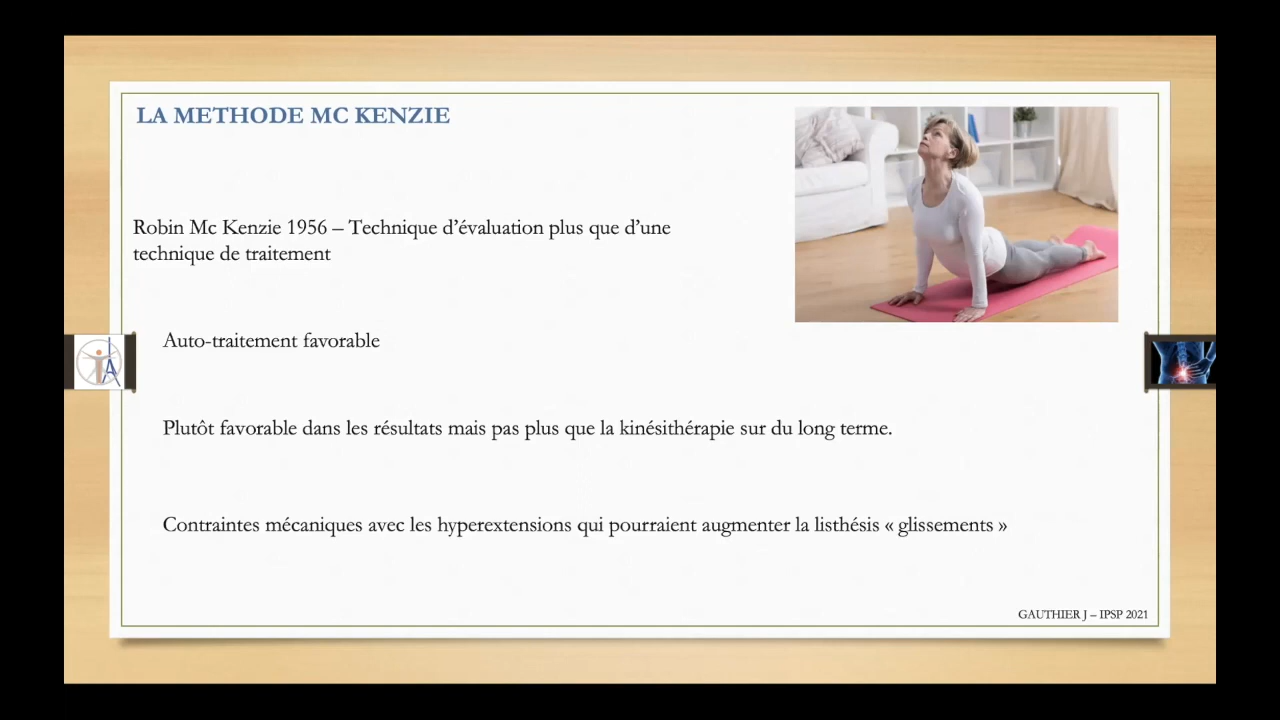 LA METHODE MC KENZIE
Robin Mc Kenzie 1956 – Technique d’évaluation plus que d’une
technique de traitement
Auto-traitement favorable
Plutôt favorable dans les résultats mais pas plus que la kinésithérapie sur du long terme.
Contraintes mécaniques avec les hyperextensions qui pourraient augmenter la listhésis « glissements »
GAUTHIER J – IPSP 2021